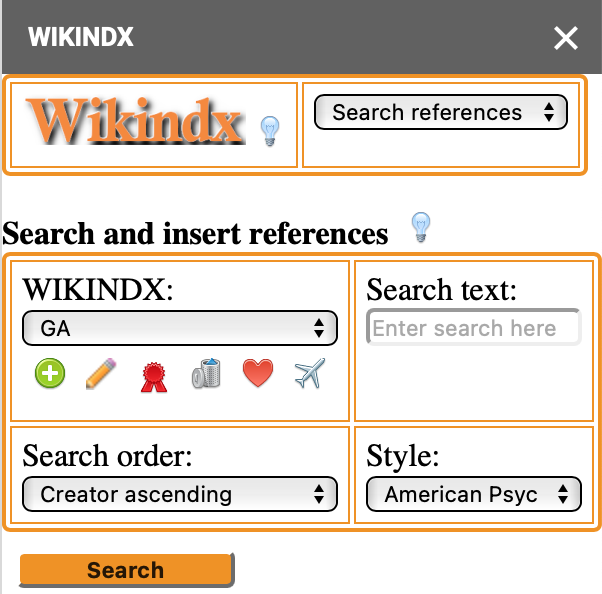 WIKINDX
Wikindx
Search references
Search and insert references
WIKINDX:
GA
Search text:
Enter search here
Search order:
Creator ascending
Style:
American Psyc
Search